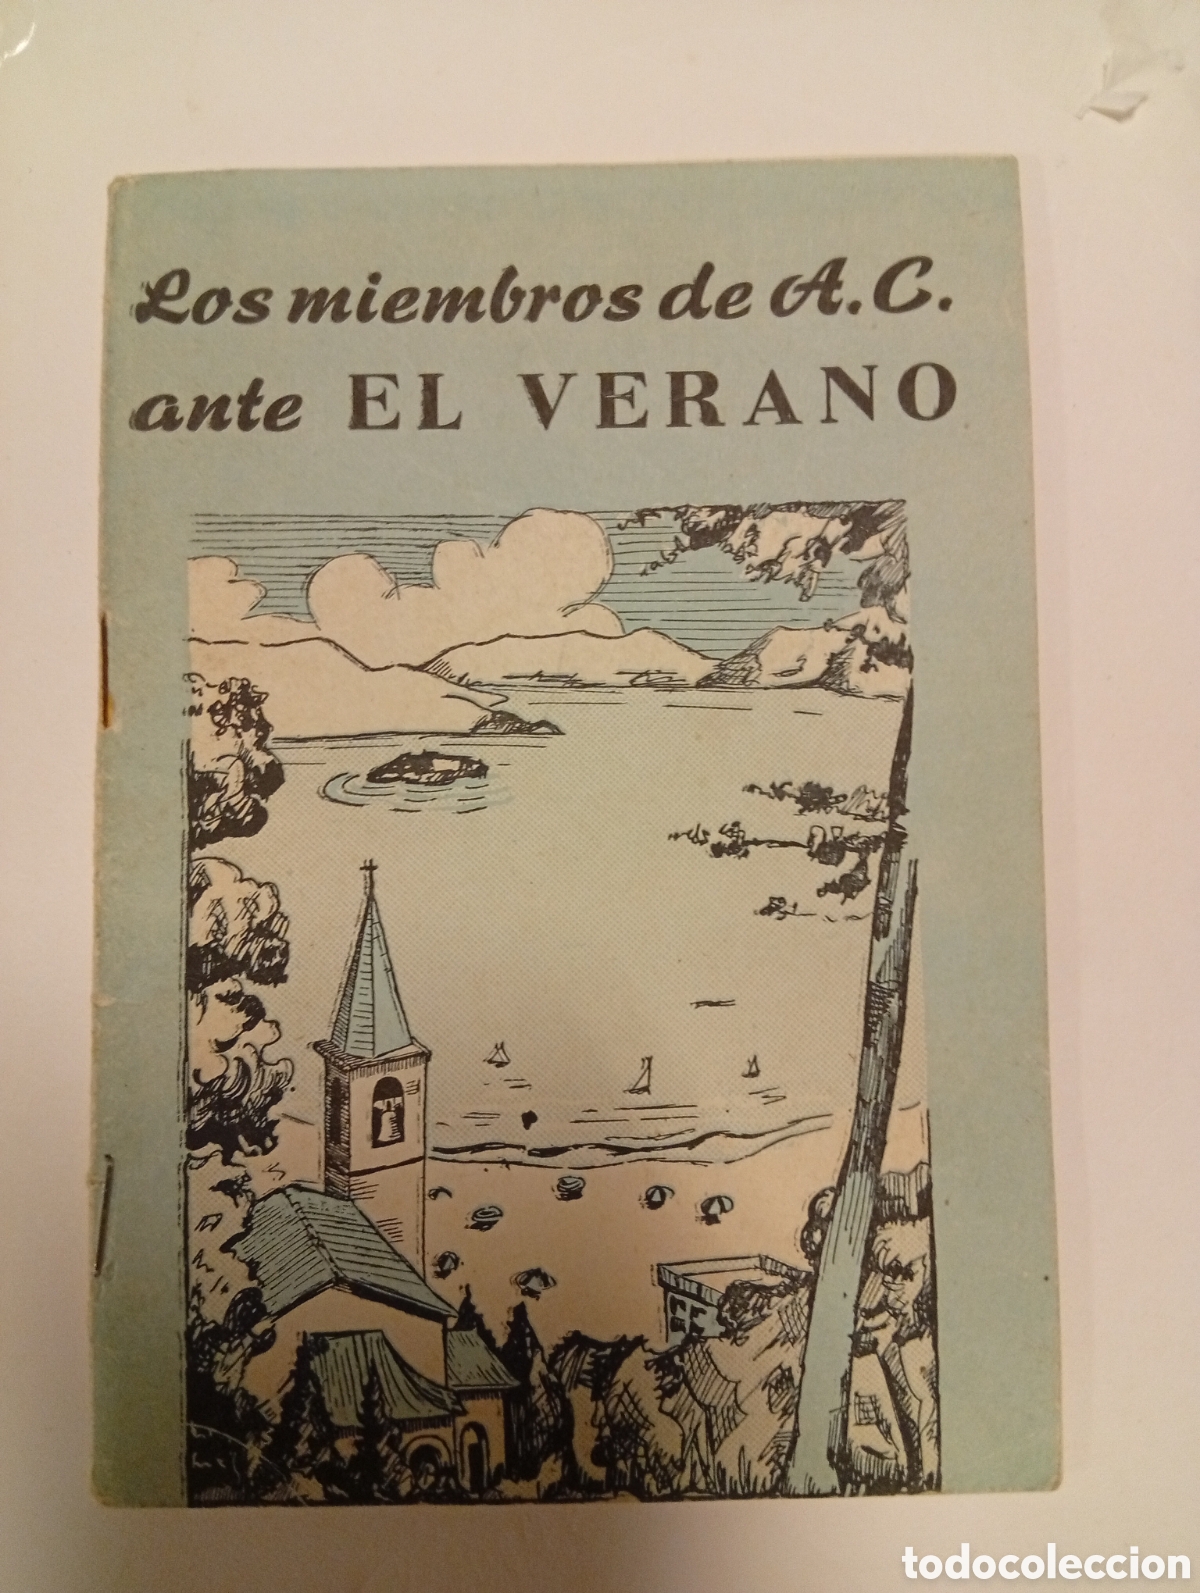 Los miembros de A.C.
ante EL VERANO
todocoleccion